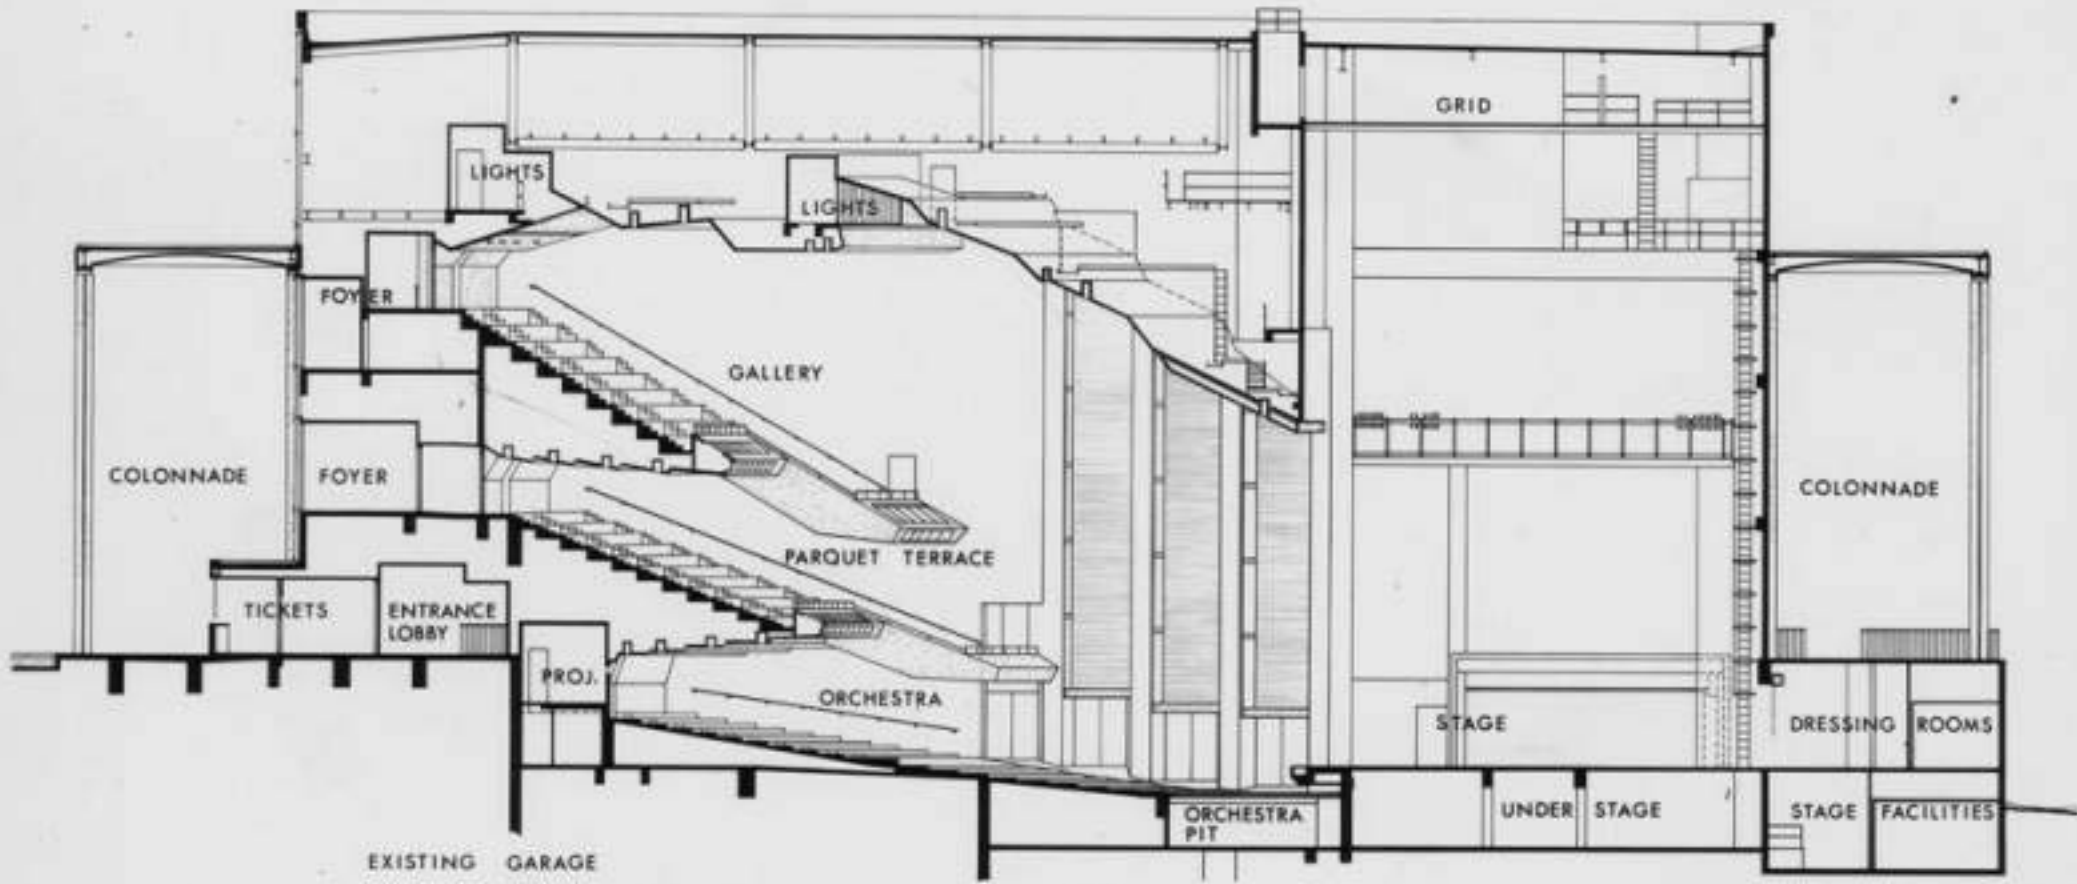 GRID
LIGHTS
LIGHTS
FOYER
GALLERY
COLONNADE
FOYER
COLONNADE
PARQUET TERRACE
TICKETS
ENTRANCE
LOBBY
PROJ.
ORCHESTRA
STAGE
DRESSING ROOMS
ORCHESTRA
PIT
UNDER STAGE
STAGE FACILITIES
EXISTING GARAGE